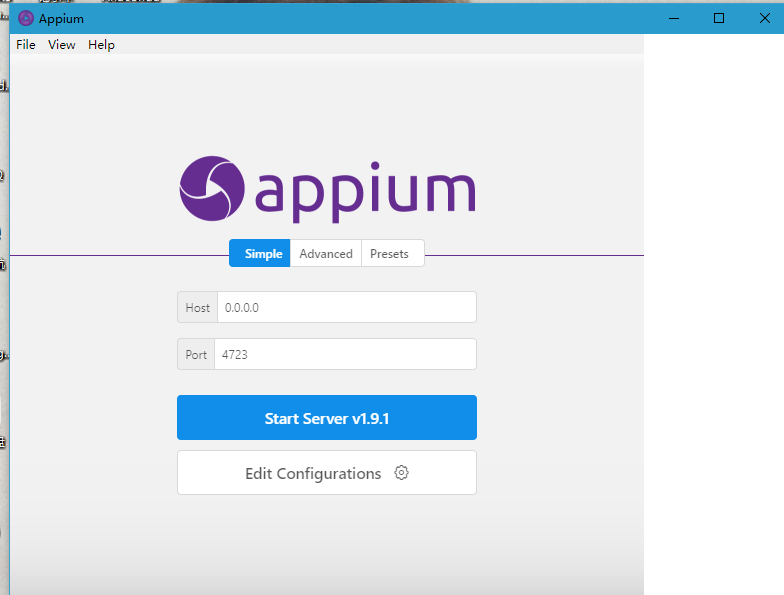 Appium
File View Help
appium
Simple Advanced Presets
Host 0.0.0.0
Port 4723
Start Server v1.9.1
Edit Configurations